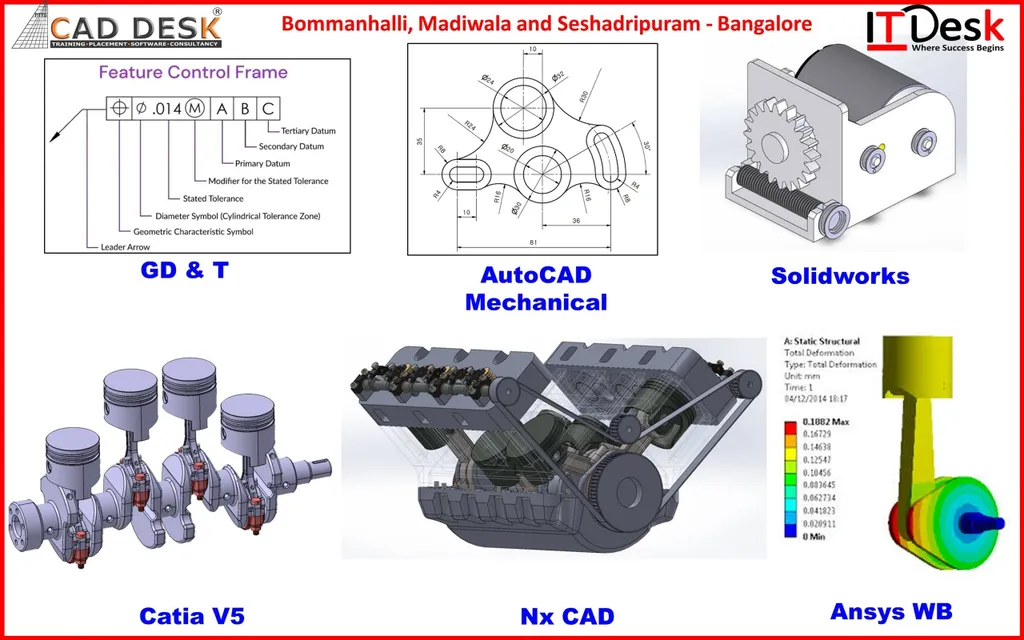 CAD DESK®
TRAINING·PLACEMENT·SOFTWARE·CONSULTANCY
Bommanhalli, Madiwala and Seshadripuram - Bangalore
ITDesk
Where Success Begins
Feature Control Frame
⌖ Ø .014 Ⓜ A B C
Tertiary Datum
Secondary Datum
Primary Datum
Modifier for the Stated Tolerance
Stated Tolerance
Diameter Symbol (Cylindrical Tolerance Zone)
Geometric Characteristic Symbol
Leader Arrow
GD & T
10
Ø24
Ø32
R30
35
R24
R8
Ø20
30°
R4
R16
Ø30
R16
R4
R8
10
36
81
AutoCAD
Mechanical
Solidworks
Catia V5
Nx CAD
A: Static Structural
Total Deformation
Type: Total Deformation
Unit: mm
Time: 1
04/12/2014 18:17
0.1882 Max
0.16729
0.14638
0.12547
0.10456
0.083645
0.062734
0.041823
0.020911
0 Min
Ansys WB